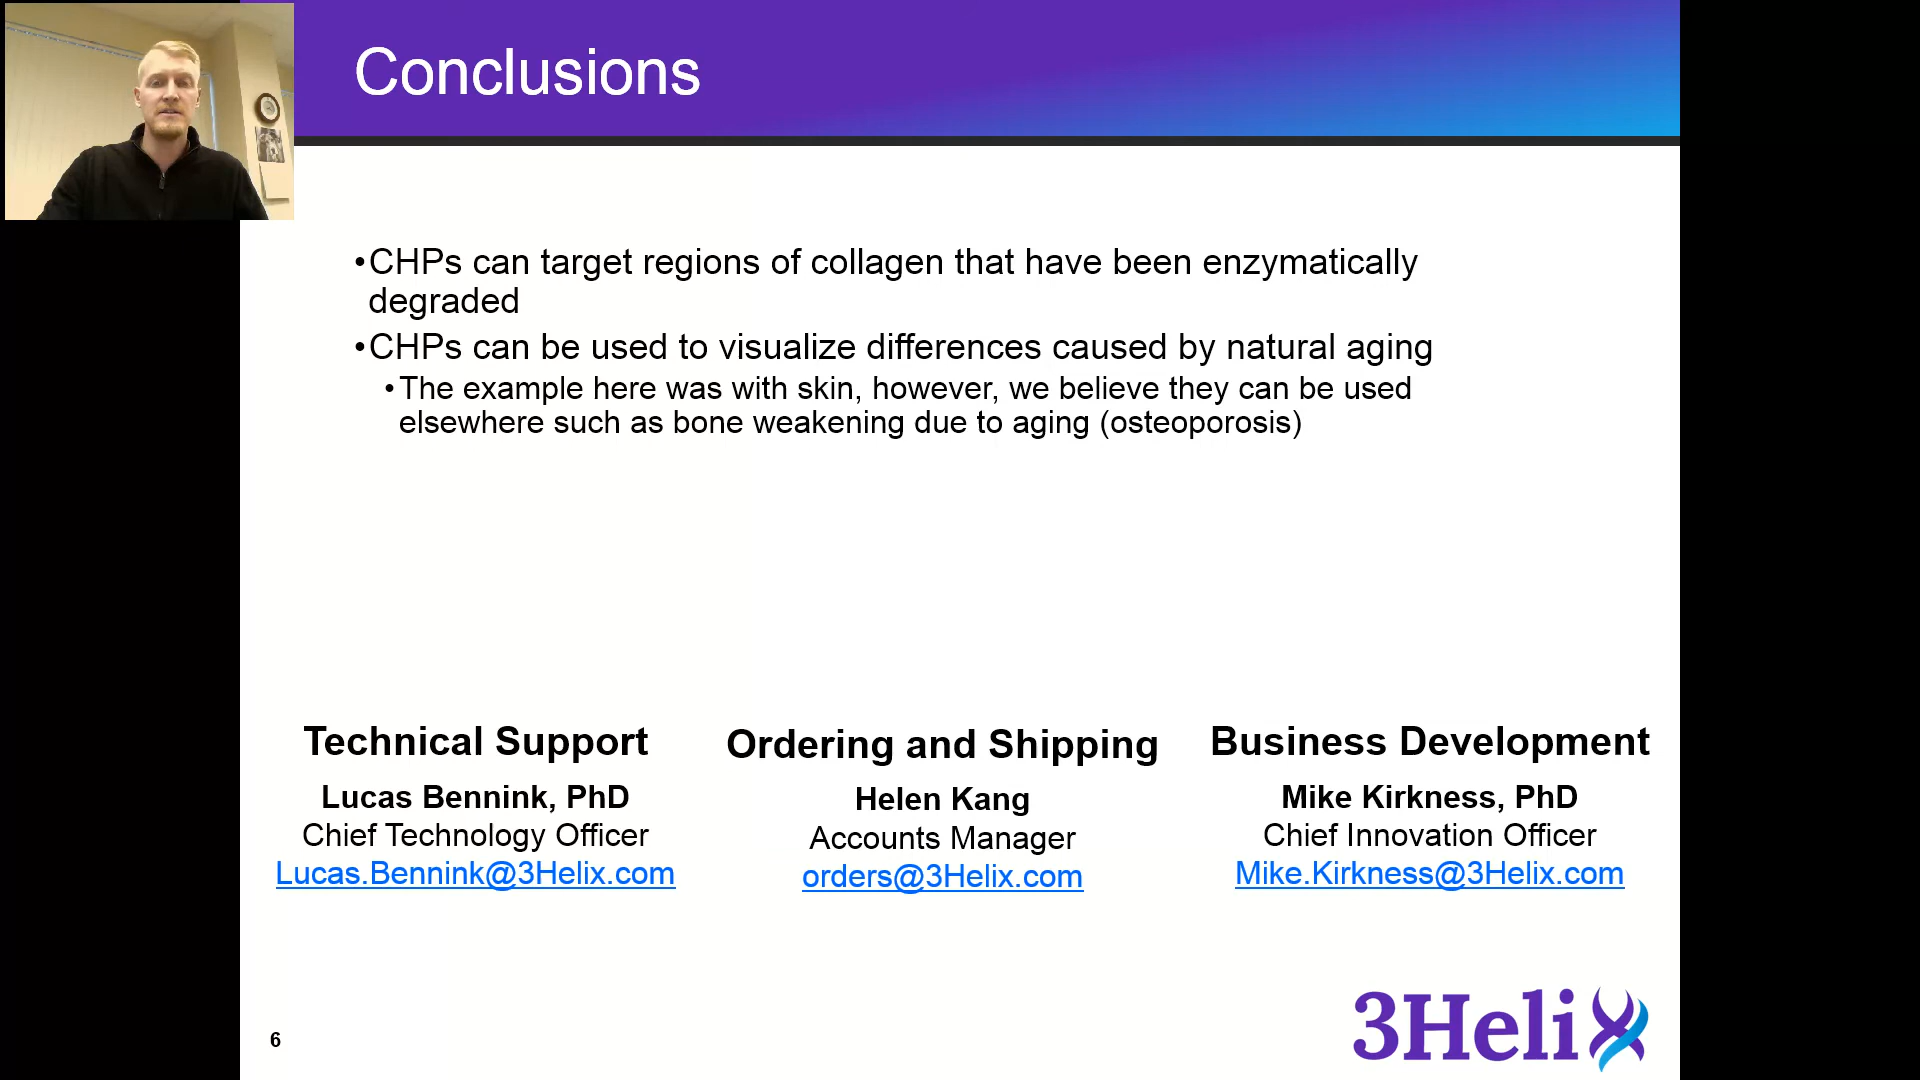 Conclusions
•CHPs can target regions of collagen that have been enzymatically
degraded
•CHPs can be used to visualize differences caused by natural aging
•The example here was with skin, however, we believe they can be used
elsewhere such as bone weakening due to aging (osteoporosis)
Technical Support
Lucas Bennink, PhD
Chief Technology Officer
Lucas.Bennink@3Helix.com
Ordering and Shipping
Helen Kang
Accounts Manager
orders@3Helix.com
Business Development
Mike Kirkness, PhD
Chief Innovation Officer
Mike.Kirkness@3Helix.com
6
3Helix